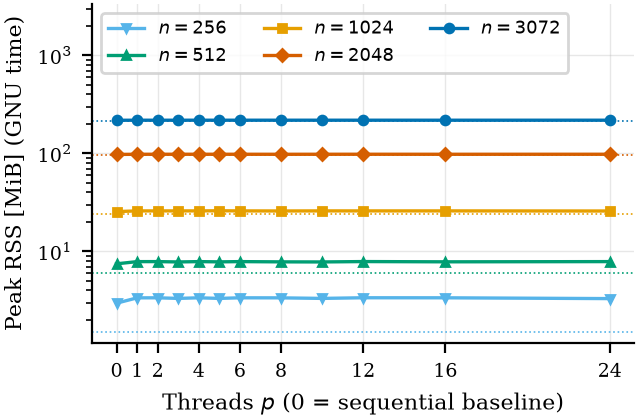 Peak RSS [MiB] (GNU time)
n = 256
n = 512
n = 1024
n = 2048
n = 3072
10³
10²
10¹
0 1 2 4 6 8 12 16 24
Threads p (0 = sequential baseline)